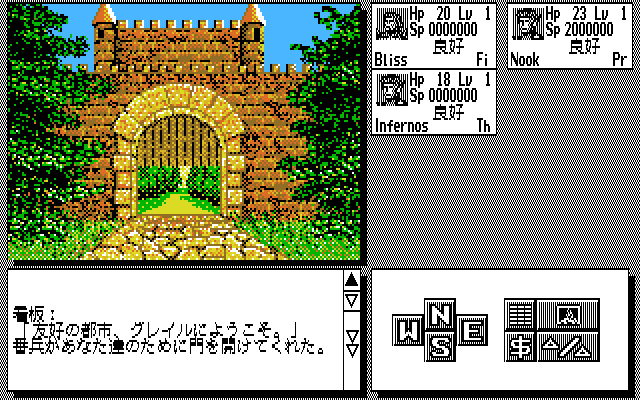 Hp 20 Lv 1
Sp 0000000
良好
Bliss Fi
Hp 23 Lv 1
Sp 2000000
良好
Nook Pr
Hp 18 Lv 1
Sp 0000000
良好
Infernos Th
看板:
「友好の都市、グレイルにようこそ。」
番兵があなた達のために門を開けてくれた。
N
W E
S
$